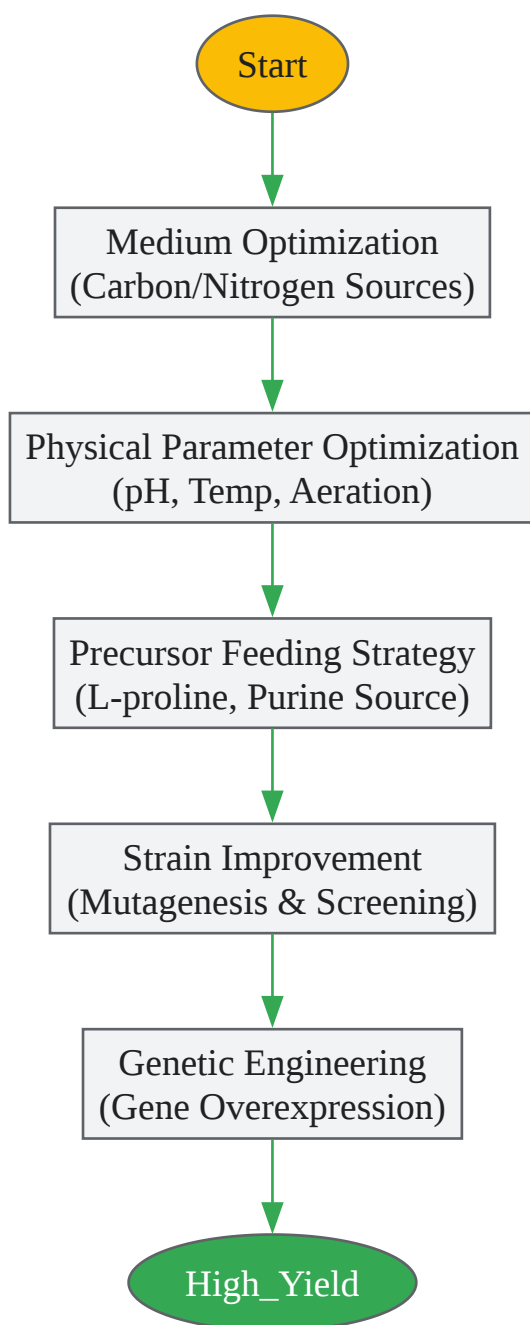 Start
Medium Optimization
(Carbon/Nitrogen Sources)
Physical Parameter Optimization
(pH, Temp, Aeration)
Precursor Feeding Strategy
(L-proline, Purine Source)
Strain Improvement
(Mutagenesis & Screening)
Genetic Engineering
(Gene Overexpression)
High_Yield